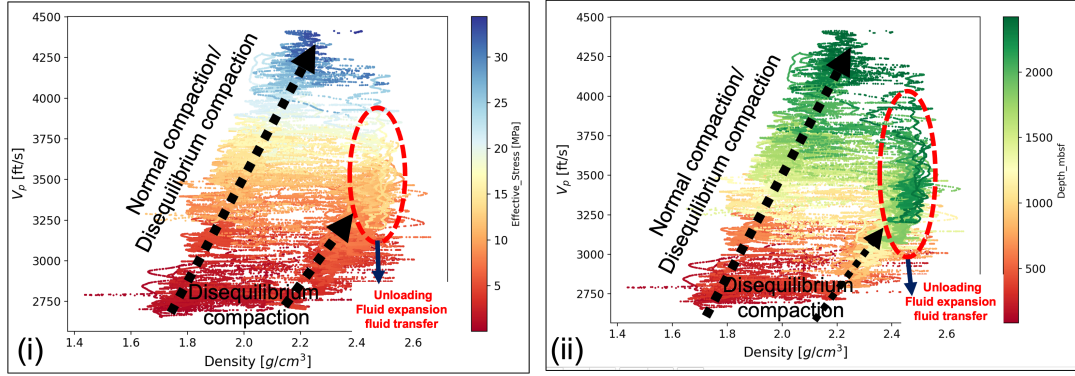 4500
4250
4000
3750
3500
3250
3000
2750
Vp [ft/s]
Normal compaction/
Disequilibrium compaction
Disequilibrium
compaction
Unloading
Fluid expansion
fluid transfer
1.4 1.6 1.8 2.0 2.2 2.4 2.6
Density [g/cm³]
(i)
30
25
20
15
10
5
Effective_Stress [MPa]
4500
4250
4000
3750
3500
3250
3000
2750
Vp [ft/s]
Normal compaction/
Disequilibrium compaction
Disequilibrium
compaction
Unloading
Fluid expansion
fluid transfer
1.4 1.6 1.8 2.0 2.2 2.4 2.6
Density [g/cm³]
(ii)
2000
1500
1000
500
Depth_mbsf